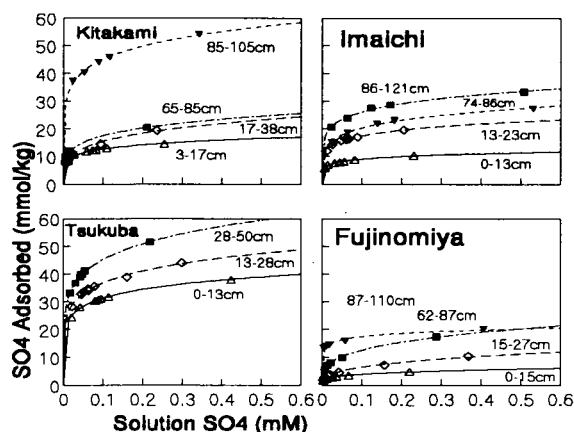 SO4 Adsorbed (mmol/kg)
60
50
40
30
20
10
0
Kitakami
85-105cm
65-85cm
17-38cm
3-17cm
Imaichi
86-121cm
74-86cm
13-23cm
0-13cm
60
50
40
30
20
10
0
Tsukuba
28-50cm
13-28cm
0-13cm
Fujinomiya
87-110cm
62-87cm
15-27cm
0-15cm
0 0.1 0.2 0.3 0.4 0.5 0.6
0 0.1 0.2 0.3 0.4 0.5 0.6
Solution SO4 (mM)